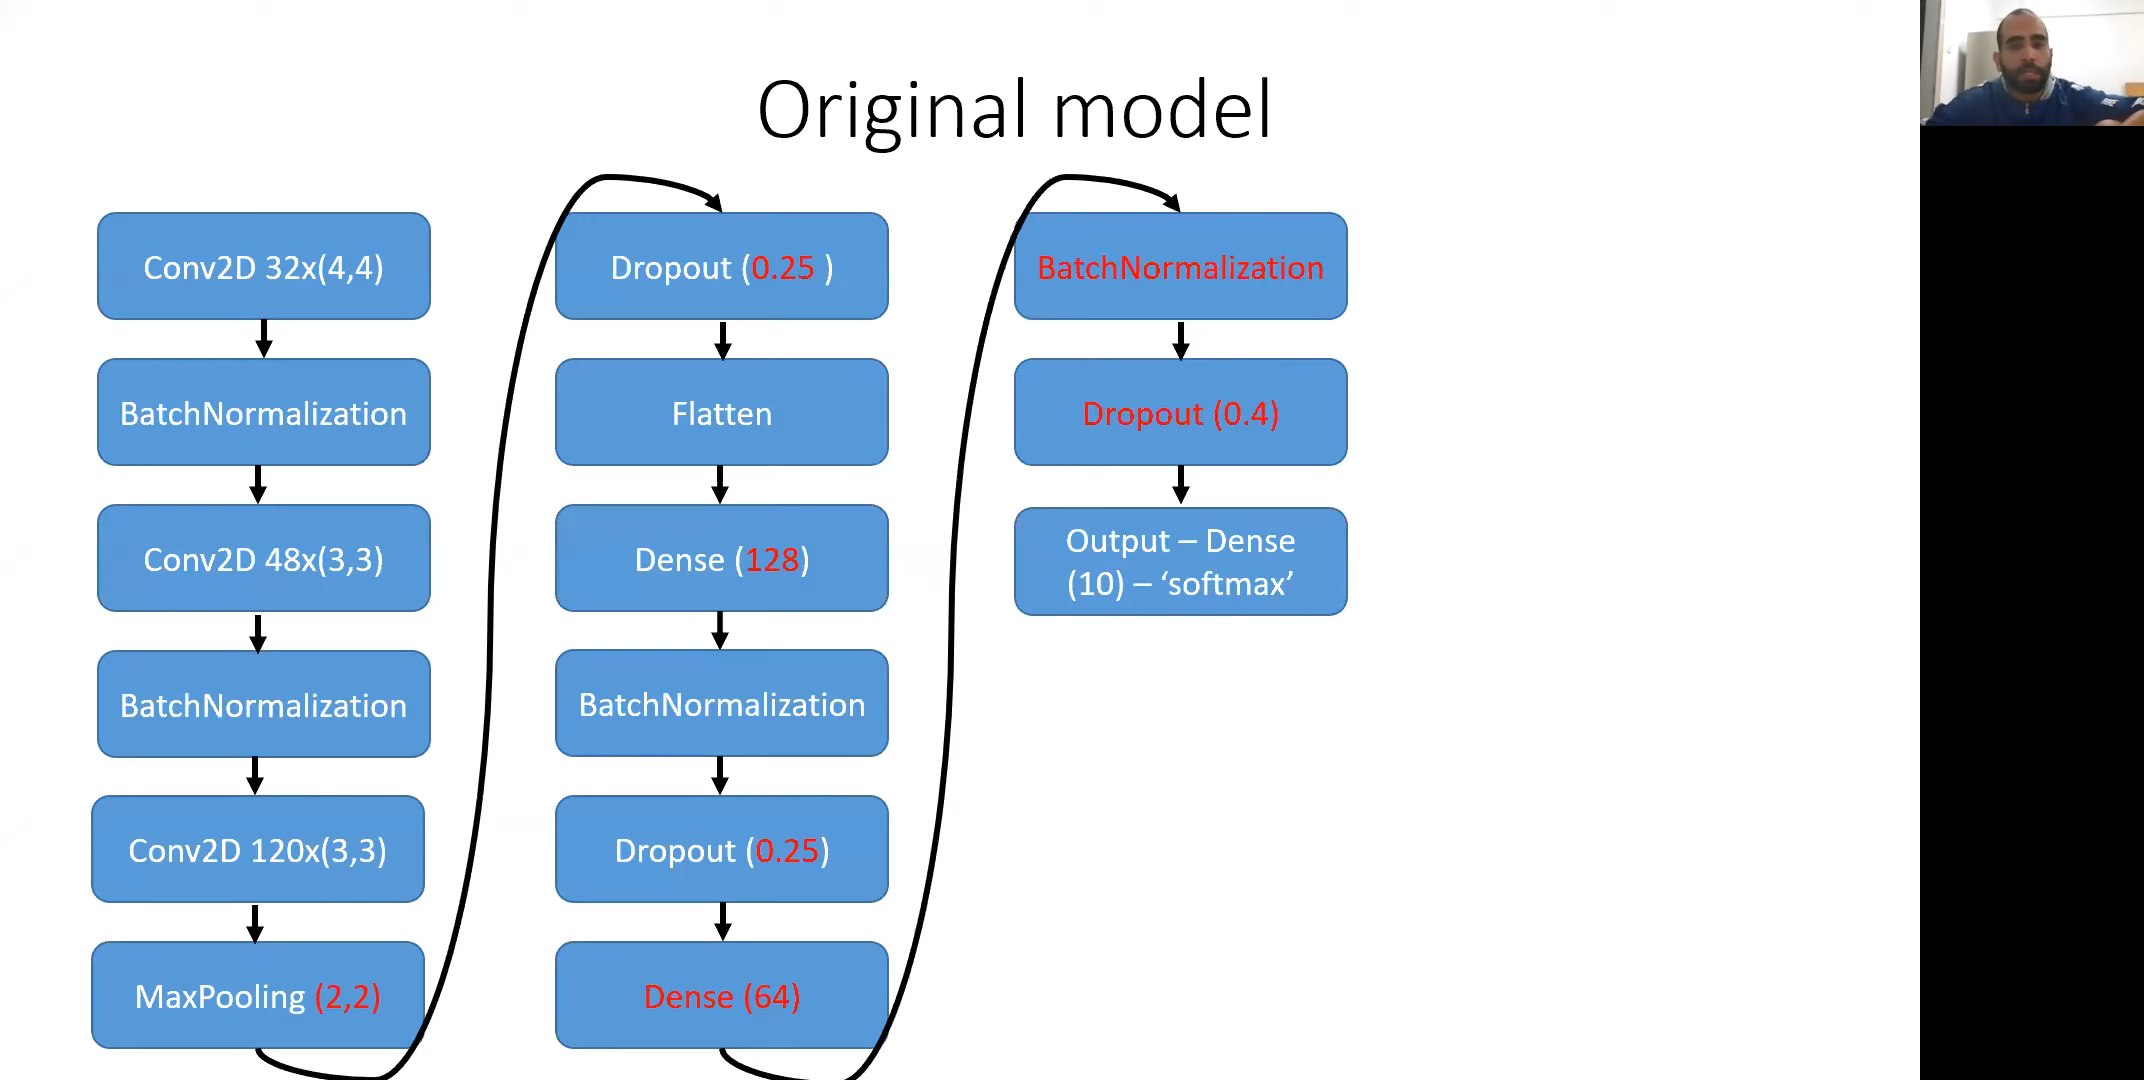 Original model
Conv2D 32x(4,4)
BatchNormalization
Conv2D 48x(3,3)
BatchNormalization
Conv2D 120x(3,3)
MaxPooling (2,2)
Dropout (0.25 )
Flatten
Dense (128)
BatchNormalization
Dropout (0.25)
Dense (64)
BatchNormalization
Dropout (0.4)
Output – Dense
(10) – ‘softmax’